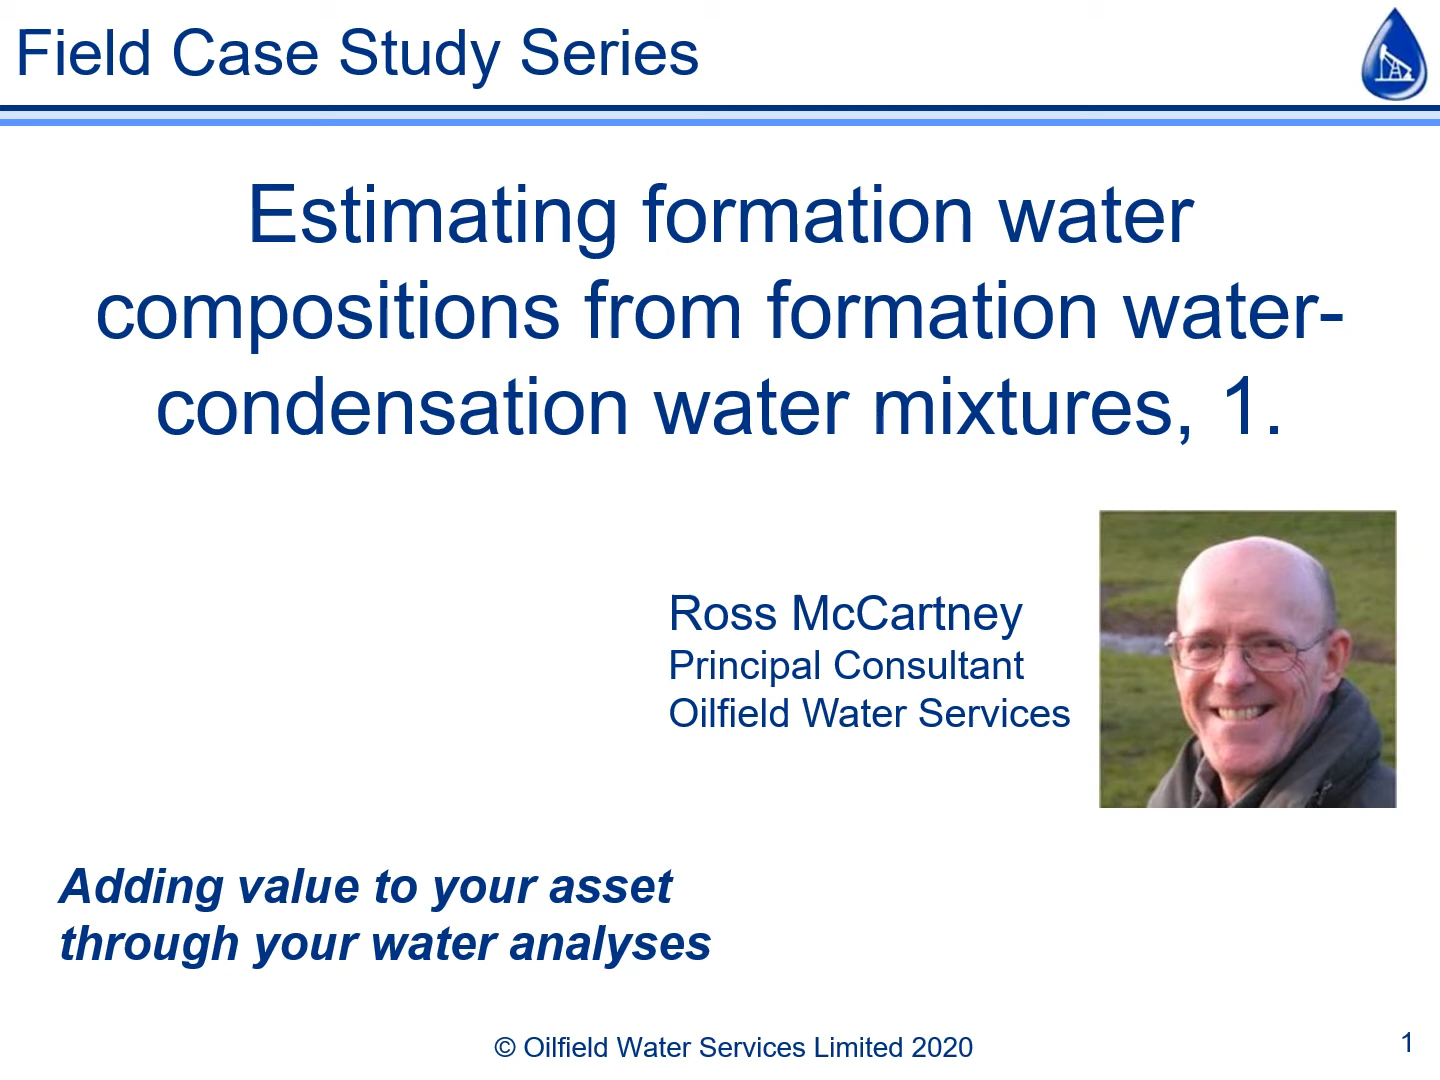 Field Case Study Series
Estimating formation water
compositions from formation water-
condensation water mixtures, 1.
Ross McCartney
Principal Consultant
Oilfield Water Services
Adding value to your asset
through your water analyses
© Oilfield Water Services Limited 2020
1